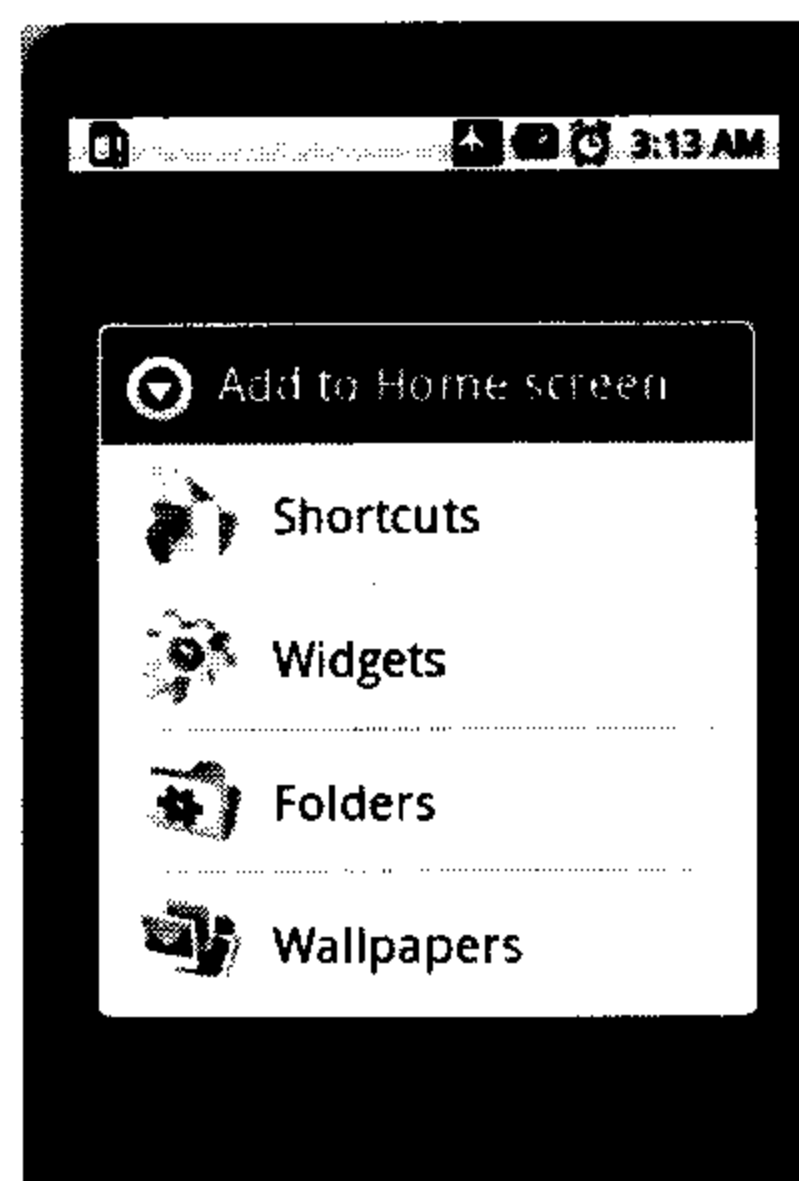 3:13 AM
Add to Home screen
Shortcuts
Widgets
Folders
Wallpapers